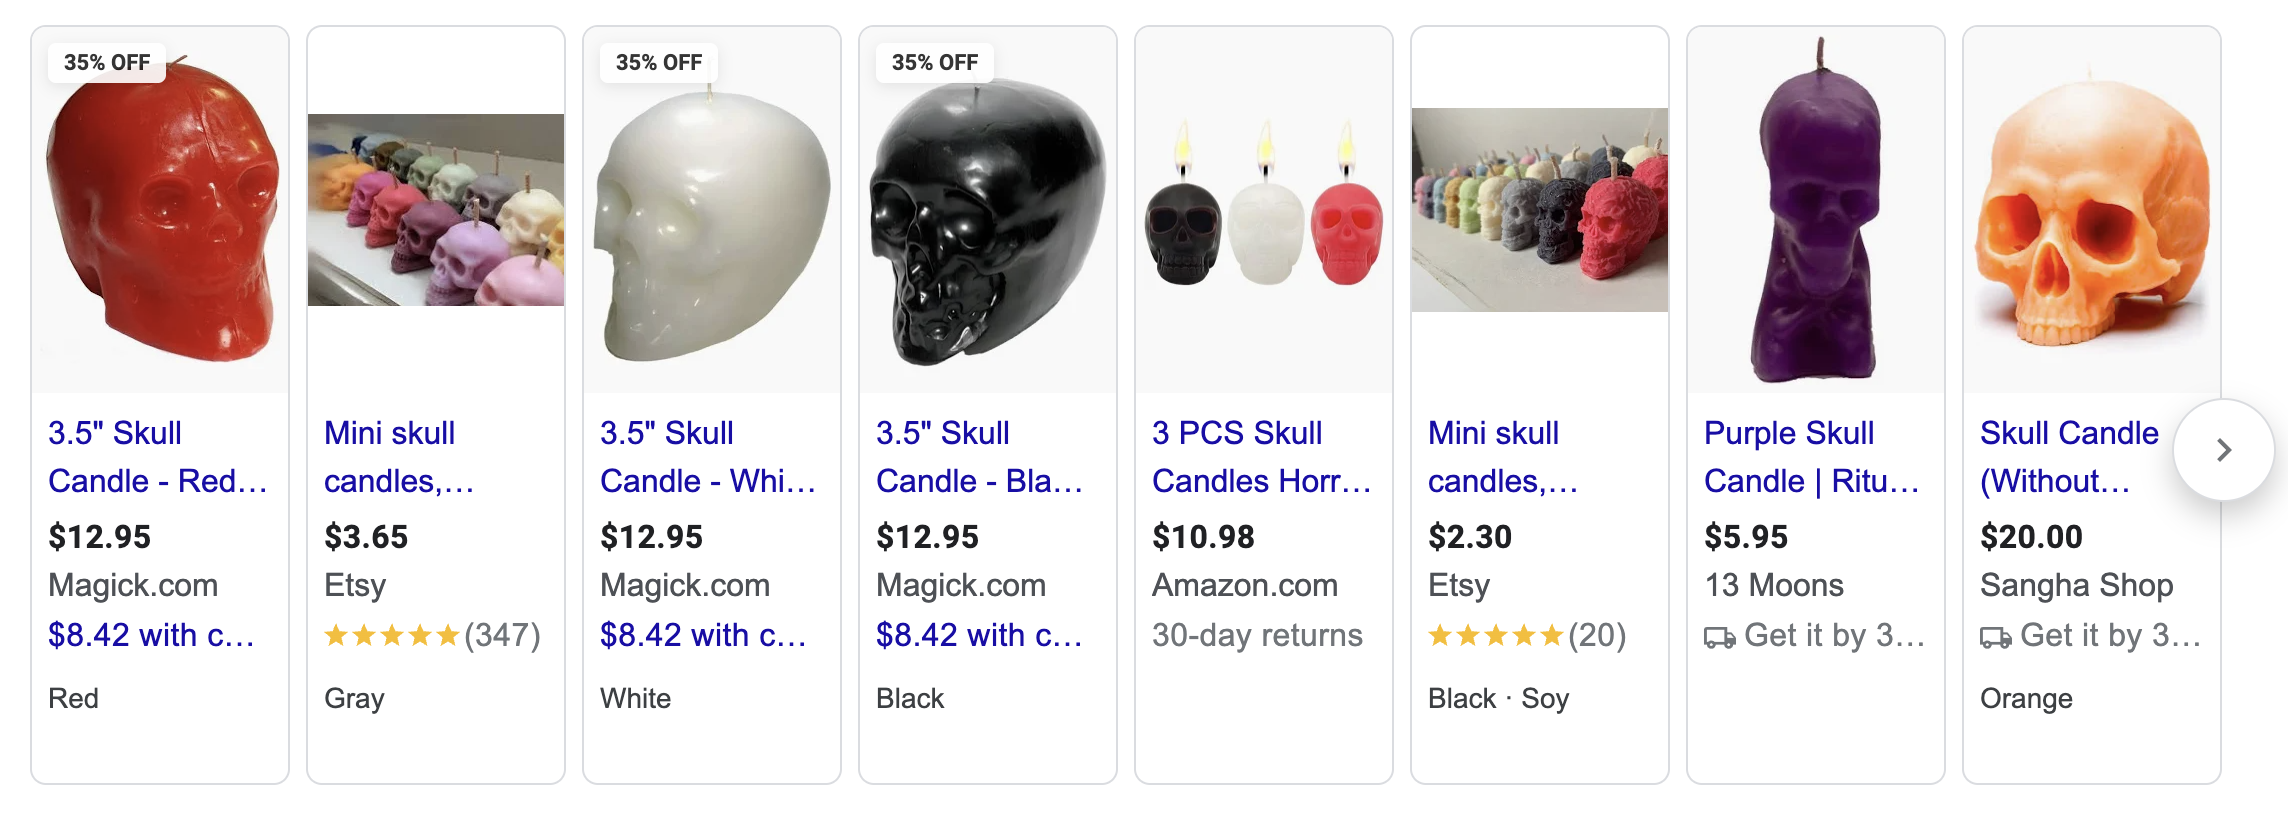 35% OFF
3.5" Skull
Candle - Red...
$12.95
Magick.com
$8.42 with c...
Red
Mini skull
candles,...
$3.65
Etsy
(347)
Gray
35% OFF
3.5" Skull
Candle - Whi...
$12.95
Magick.com
$8.42 with c...
White
35% OFF
3.5" Skull
Candle - Bla...
$12.95
Magick.com
$8.42 with c...
Black
3 PCS Skull
Candles Horr...
$10.98
Amazon.com
30-day returns
Mini skull
candles,...
$2.30
Etsy
(20)
Black · Soy
Purple Skull
Candle | Ritu...
$5.95
13 Moons
Get it by 3...
Skull Candle
(Without...
$20.00
Sangha Shop
Get it by 3...
Orange